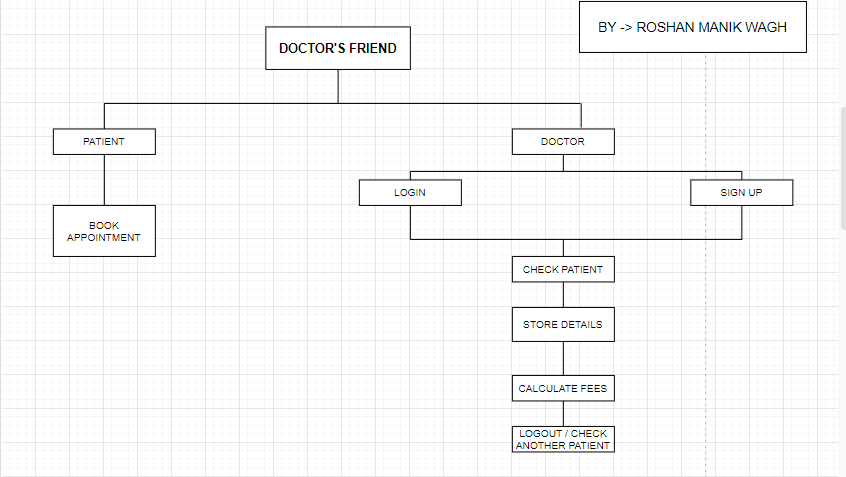 BY -> ROSHAN MANIK WAGH
DOCTOR'S FRIEND
PATIENT
DOCTOR
LOGIN
SIGN UP
BOOK
APPOINTMENT
CHECK PATIENT
STORE DETAILS
CALCULATE FEES
LOGOUT / CHECK
ANOTHER PATIENT